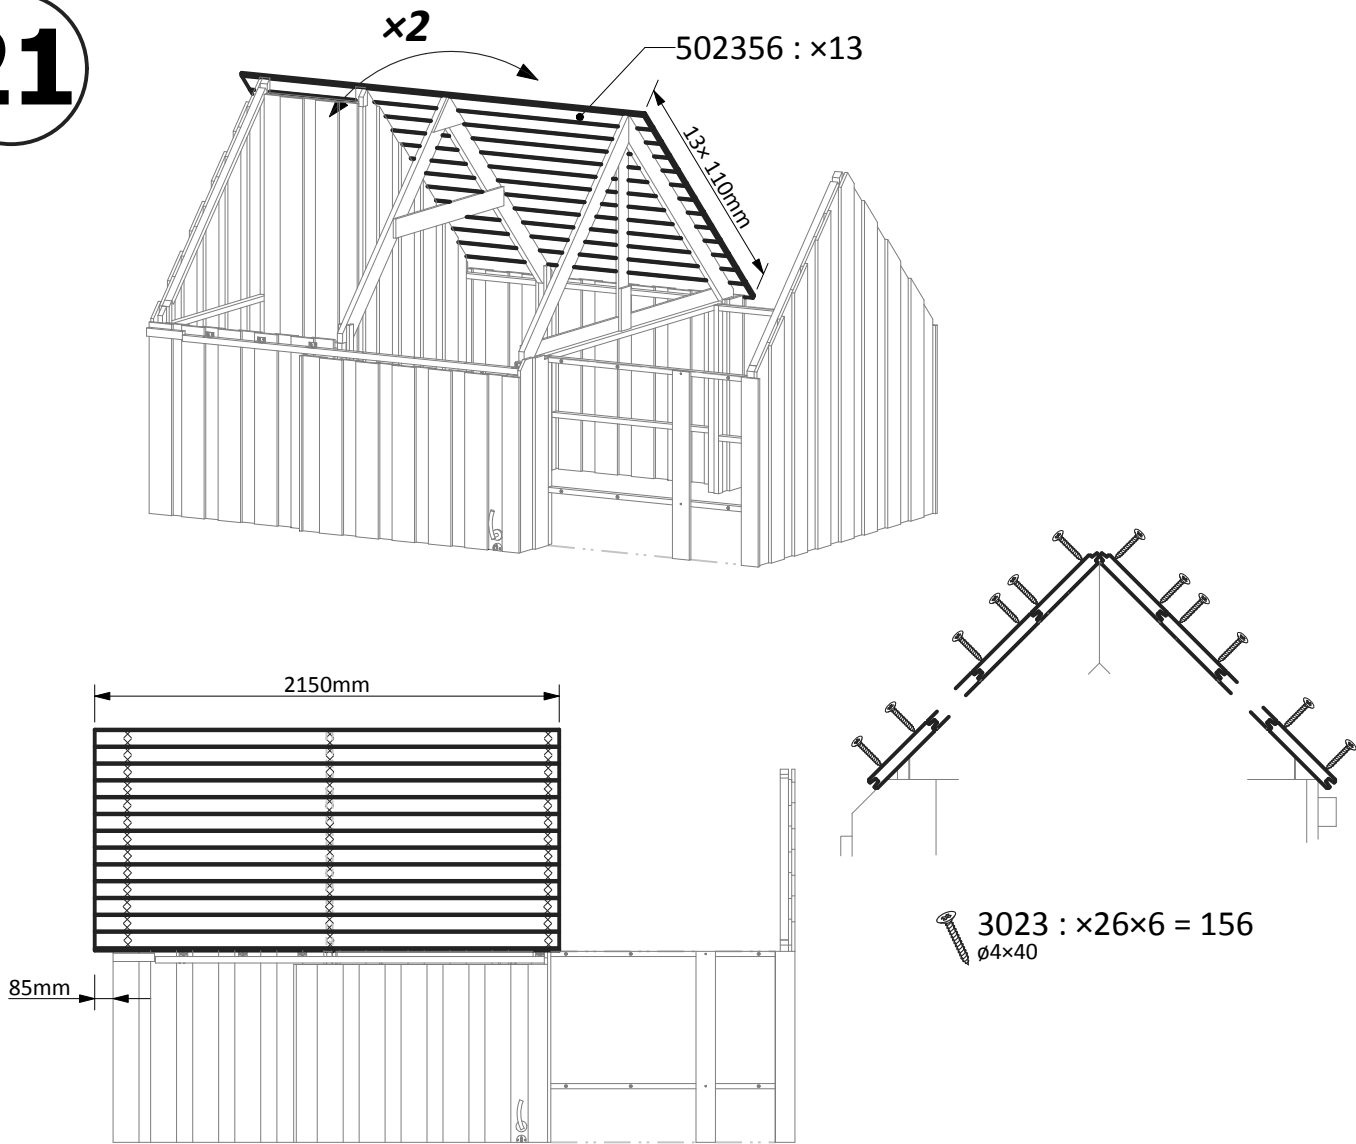 21
×2
502356 : ×13
13× 110mm
2150mm
85mm
3023 : ×26×6 = 156
ø4×40